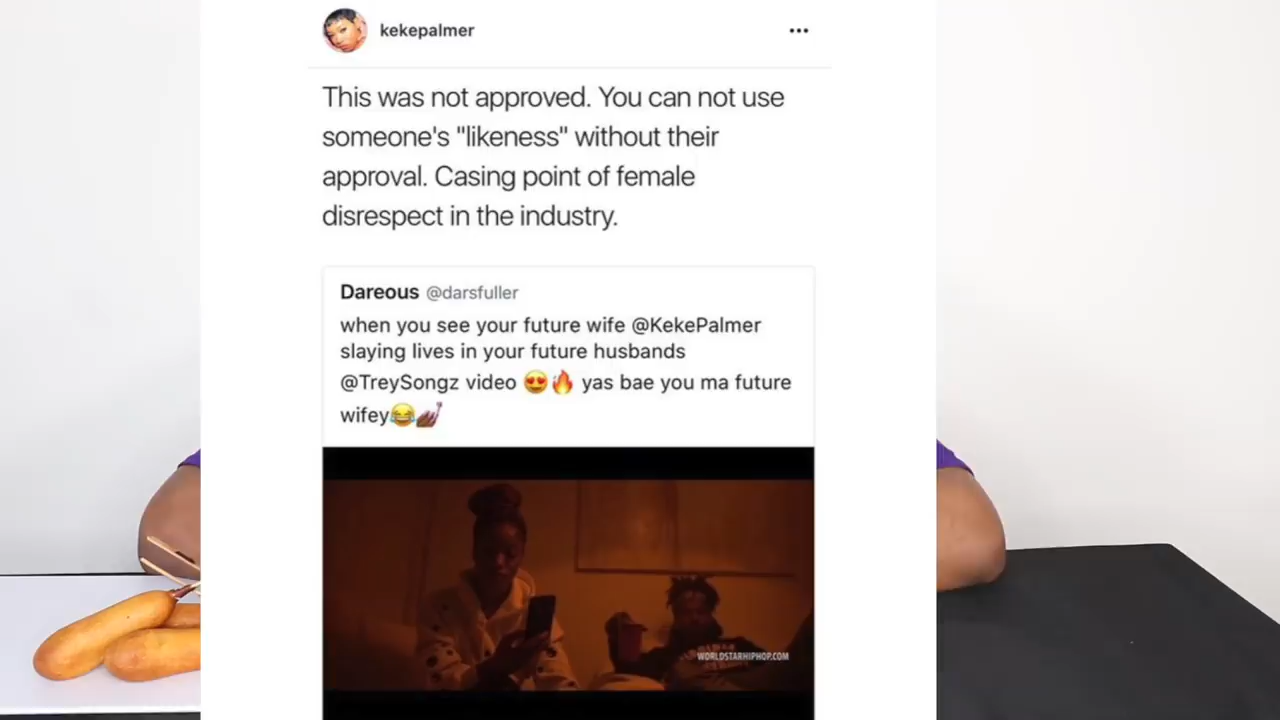 kekepalmer
This was not approved. You can not use
someone's "likeness" without their
approval. Casing point of female
disrespect in the industry.
Dareous @darsfuller
when you see your future wife @KekePalmer
slaying lives in your future husbands
@TreySongz video 😍🔥 yas bae you ma future
wifey😂💅🏿
WORLDSTARHIPHOP.COM